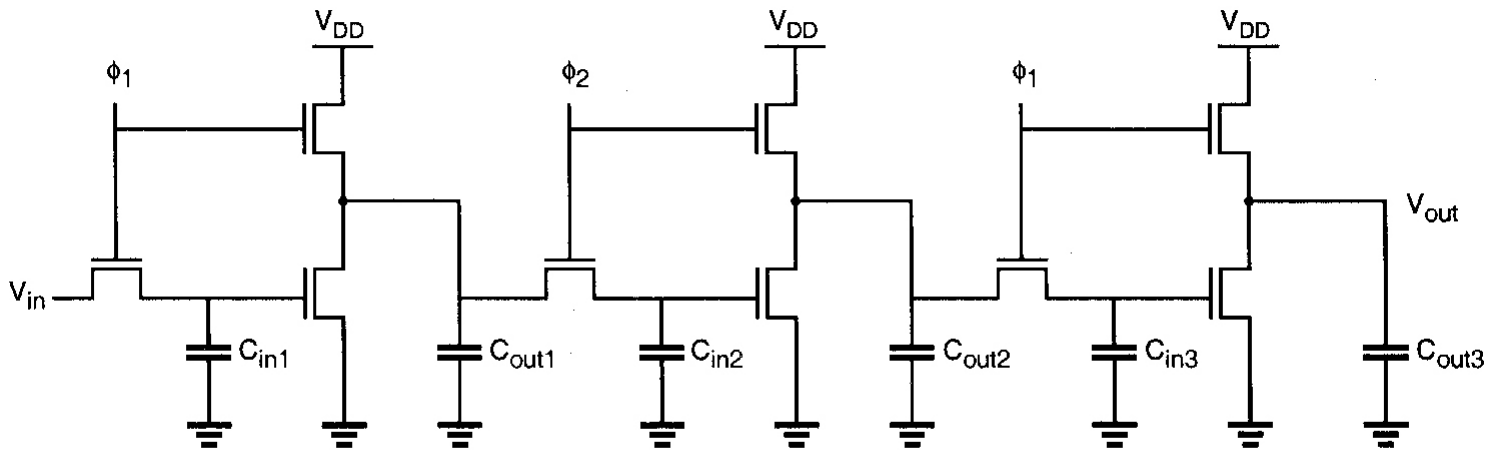 V_DD V_DD V_DD
ϕ1 ϕ2 ϕ1
V_out
V_in
C_in1 C_out1 C_in2 C_out2 C_in3 C_out3